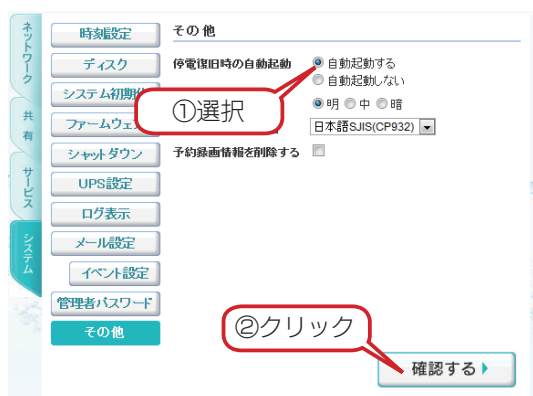 ネットワーク
共有
サービス
システム
時刻設定
ディスク
システム初期
ファームウェ
シャットダウン
UPS設定
ログ表示
メール設定
イベント設定
管理者パスワード
その他
その他
停電復旧時の自動起動
自動起動する
自動起動しない
①選択
明 中 暗
日本語SJIS(CP932)
予約録画情報を削除する
②クリック
確認する